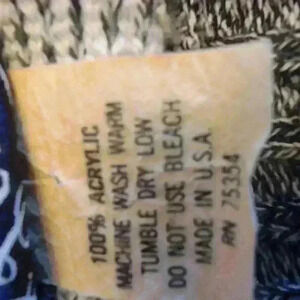 100% ACRYLIC
MACHINE WASH WARM
TUMBLE DRY LOW
DO NOT USE BLEACH
MADE IN U.S.A.
RN 75354